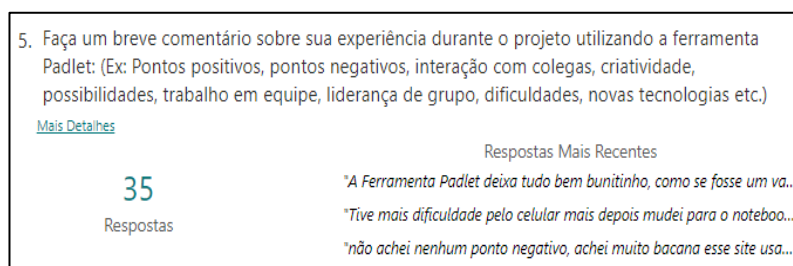 5. Faça um breve comentário sobre sua experiência durante o projeto utilizando a ferramenta
Padlet: (Ex: Pontos positivos, pontos negativos, interação com colegas, criatividade,
possibilidades, trabalho em equipe, liderança de grupo, dificuldades, novas tecnologias etc.)
Mais Detalhes
35
Respostas
Respostas Mais Recentes
"A Ferramenta Padlet deixa tudo bem bunitinho, como se fosse um va...
"Tive mais dificuldade pelo celular mais depois mudei para o noteboo...
"não achei nenhum ponto negativo, achei muito bacana esse site usa...